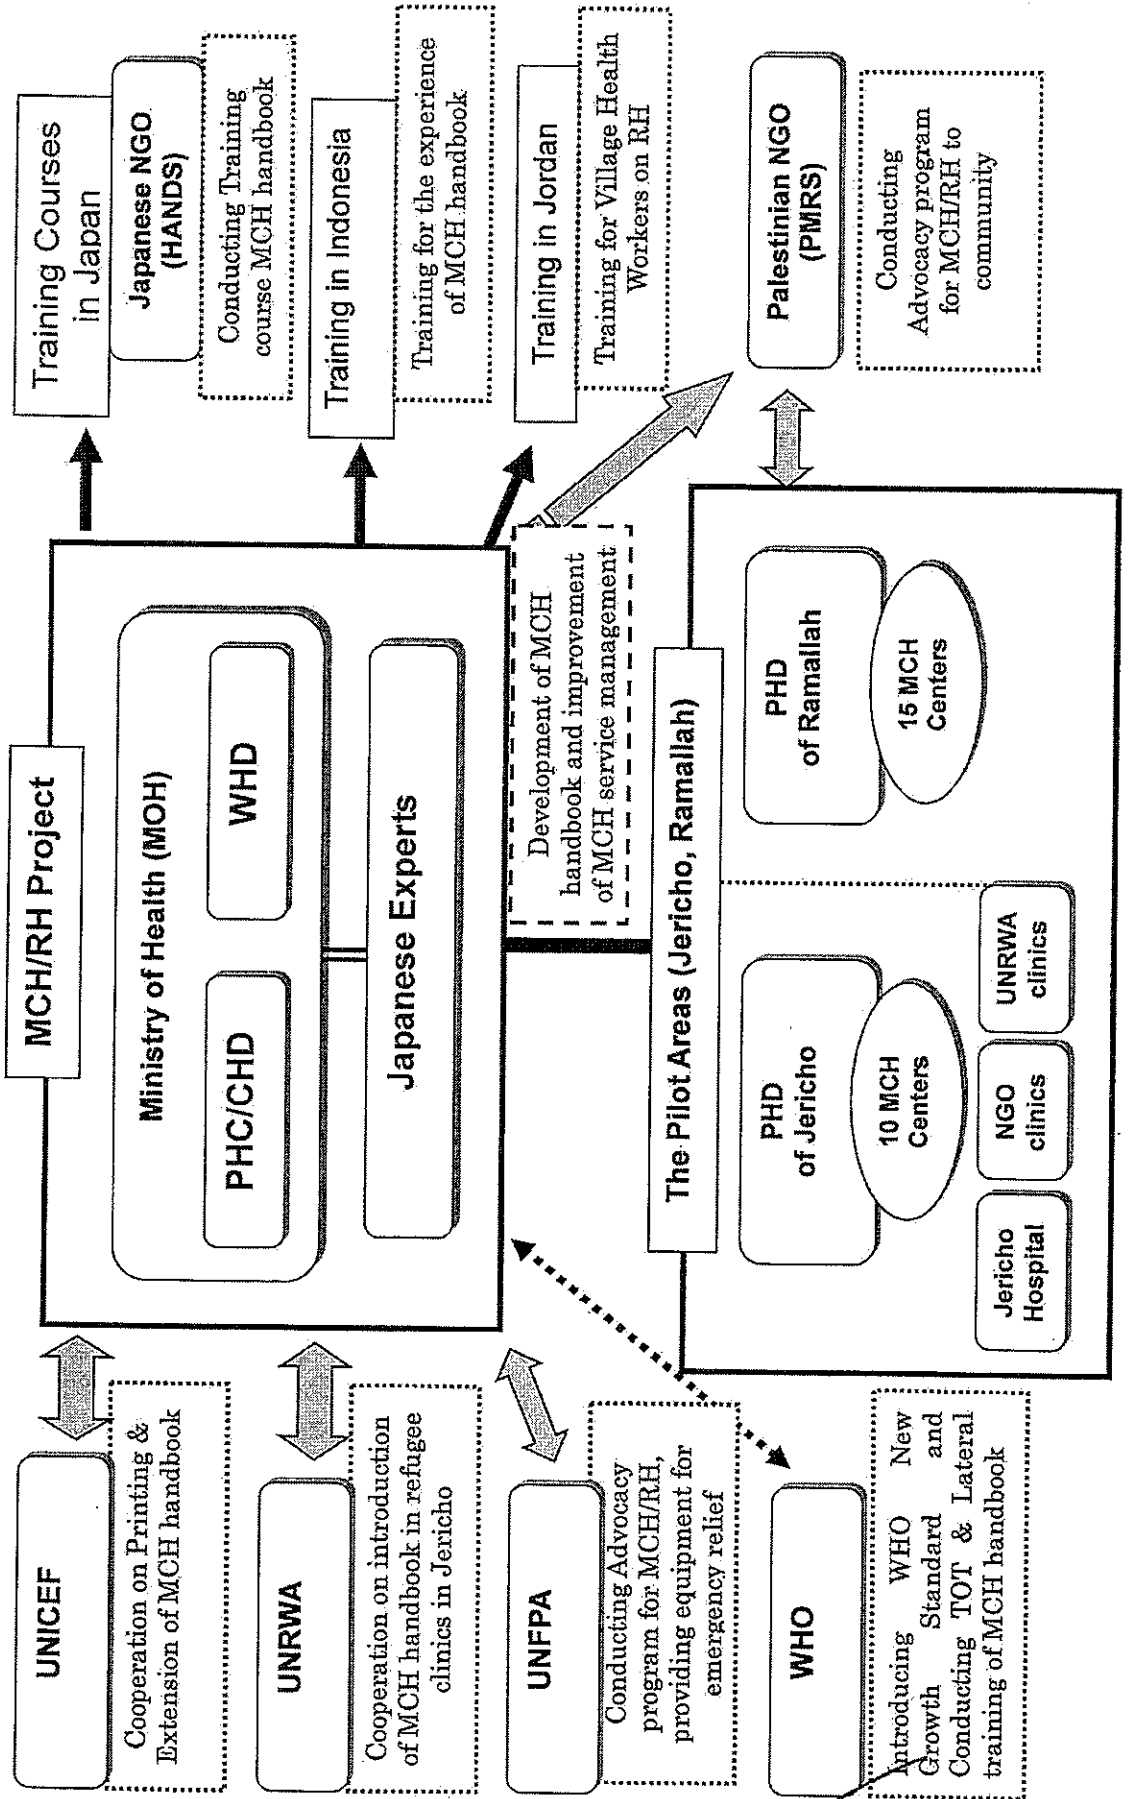 MCH/RH Project
Ministry of Health (MOH)
PHC/CHD
WHD
Japanese Experts
UNICEF
Cooperation on Printing &
Extension of MCH handbook
UNRWA
Cooperation on introduction
of MCH handbook in refugee
clinics in Jericho
UNFPA
Conducting Advocacy
program for MCH/RH,
providing equipment for
emergency relief
WHO
Introducing WHO New
Growth Standard and
Conducting TOT & Lateral
training of MCH handbook
Development of MCH
handbook and improvement
of MCH service management
The Pilot Areas (Jericho, Ramallah)
PHD
of Jericho
10 MCH
Centers
Jericho
Hospital
NGO
clinics
UNRWA
clinics
PHD
of Ramallah
15 MCH
Centers
Training Courses
in Japan
Japanese NGO
(HANDS)
Conducting Training
course MCH handbook
Training in Indonesia
Training for the experience
of MCH handbook
Training in Jordan
Training for Village Health
Workers on RH
Palestinian NGO
(PMRS)
Conducting
Advocacy program
for MCH/RH to
community